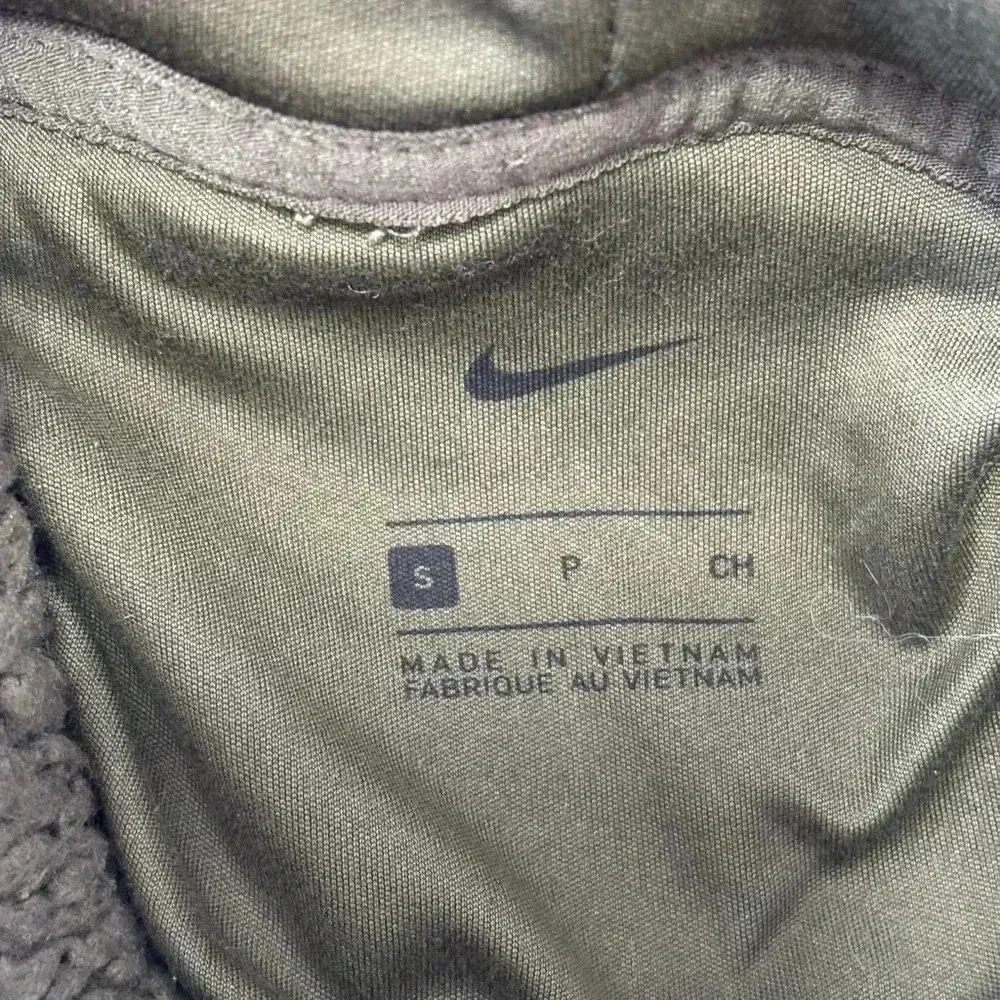 S P CH
MADE IN VIETNAM
FABRIQUE AU VIETNAM